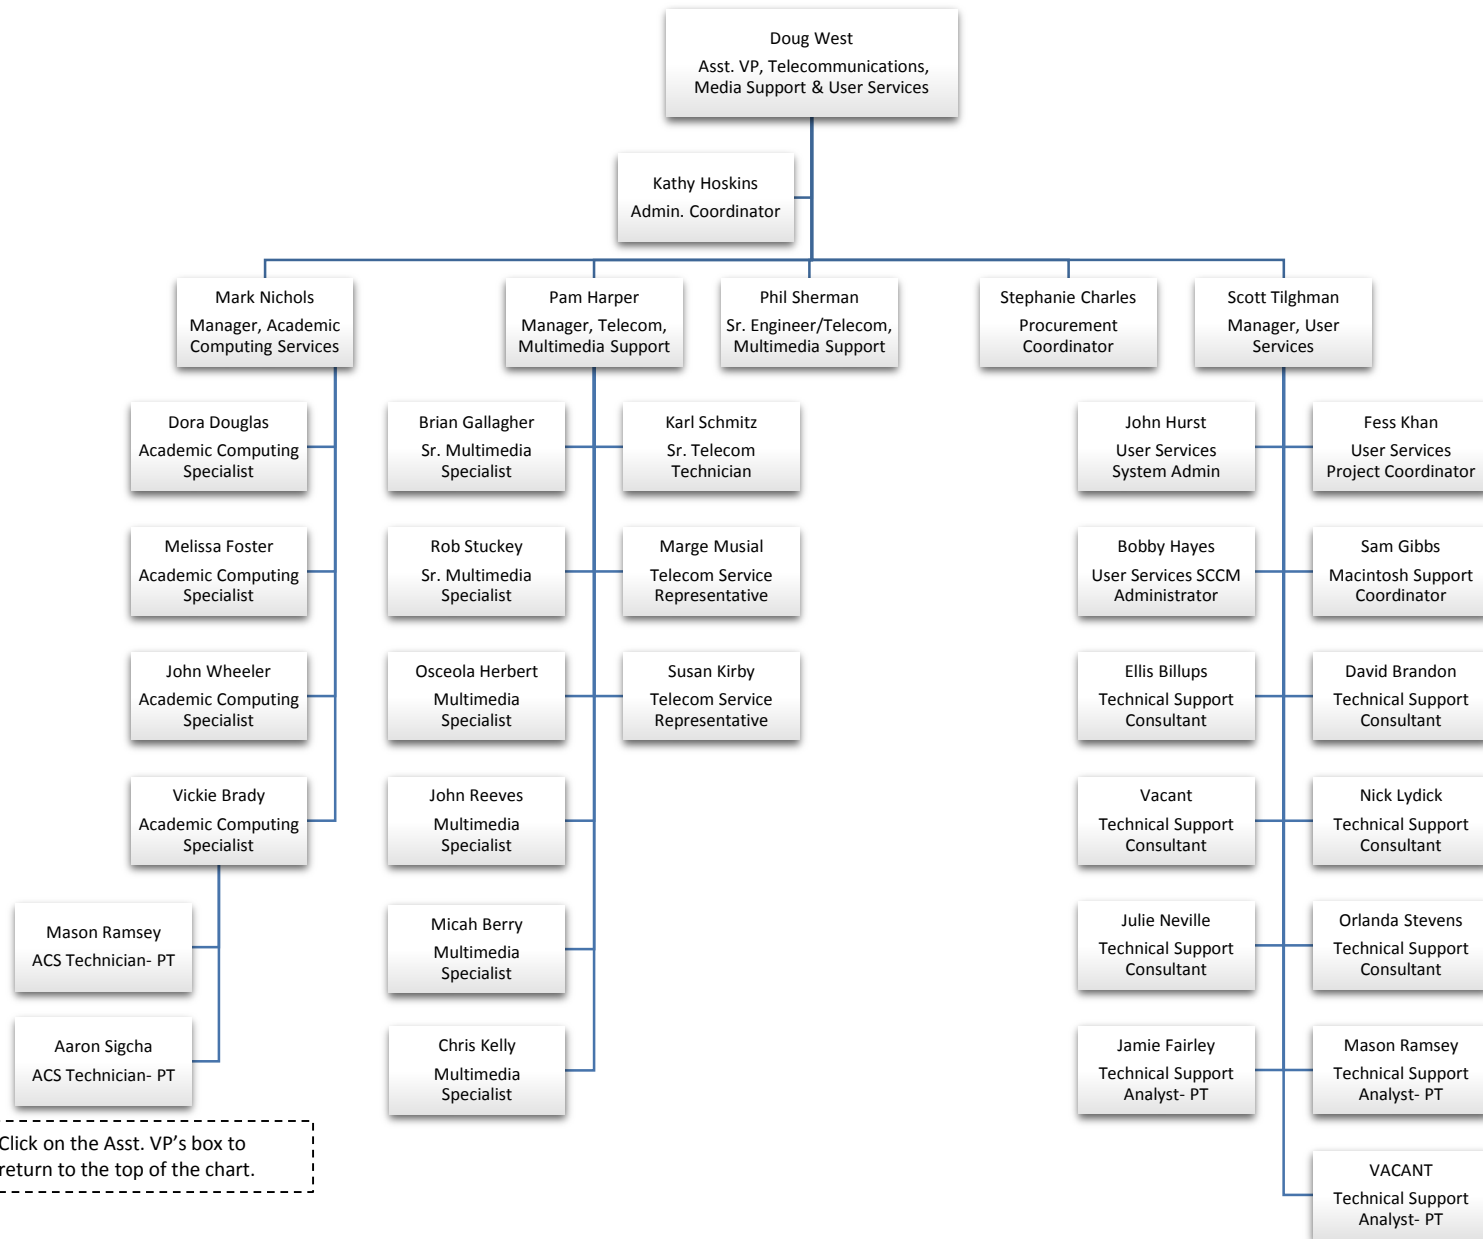 Doug West
Asst. VP, Telecommunications,
Media Support & User Services
Kathy Hoskins
Admin. Coordinator
Mark Nichols
Manager, Academic
Computing Services
Pam Harper
Manager, Telecom,
Multimedia Support
Phil Sherman
Sr. Engineer/Telecom,
Multimedia Support
Stephanie Charles
Procurement
Coordinator
Scott Tilghman
Manager, User
Services
Dora Douglas
Academic Computing
Specialist
Brian Gallagher
Sr. Multimedia
Specialist
Karl Schmitz
Sr. Telecom
Technician
John Hurst
User Services
System Admin
Fess Khan
User Services
Project Coordinator
Melissa Foster
Academic Computing
Specialist
Rob Stuckey
Sr. Multimedia
Specialist
Marge Musial
Telecom Service
Representative
Bobby Hayes
User Services SCCM
Administrator
Sam Gibbs
Macintosh Support
Coordinator
John Wheeler
Academic Computing
Specialist
Osceola Herbert
Multimedia
Specialist
Susan Kirby
Telecom Service
Representative
Ellis Billups
Technical Support
Consultant
David Brandon
Technical Support
Consultant
Vickie Brady
Academic Computing
Specialist
John Reeves
Multimedia
Specialist
Vacant
Technical Support
Consultant
Nick Lydick
Technical Support
Consultant
Mason Ramsey
ACS Technician- PT
Micah Berry
Multimedia
Specialist
Julie Neville
Technical Support
Consultant
Orlanda Stevens
Technical Support
Consultant
Aaron Sigcha
ACS Technician- PT
Chris Kelly
Multimedia
Specialist
Jamie Fairley
Technical Support
Analyst- PT
Mason Ramsey
Technical Support
Analyst- PT
Click on the Asst. VP’s box to
return to the top of the chart.
VACANT
Technical Support
Analyst- PT